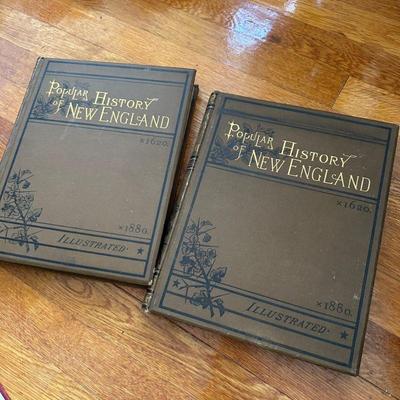 Popular History
of New England
×1620.
×1880.
Illustrated.
Popular History
of New England
×1620.
×1880.
Illustrated.